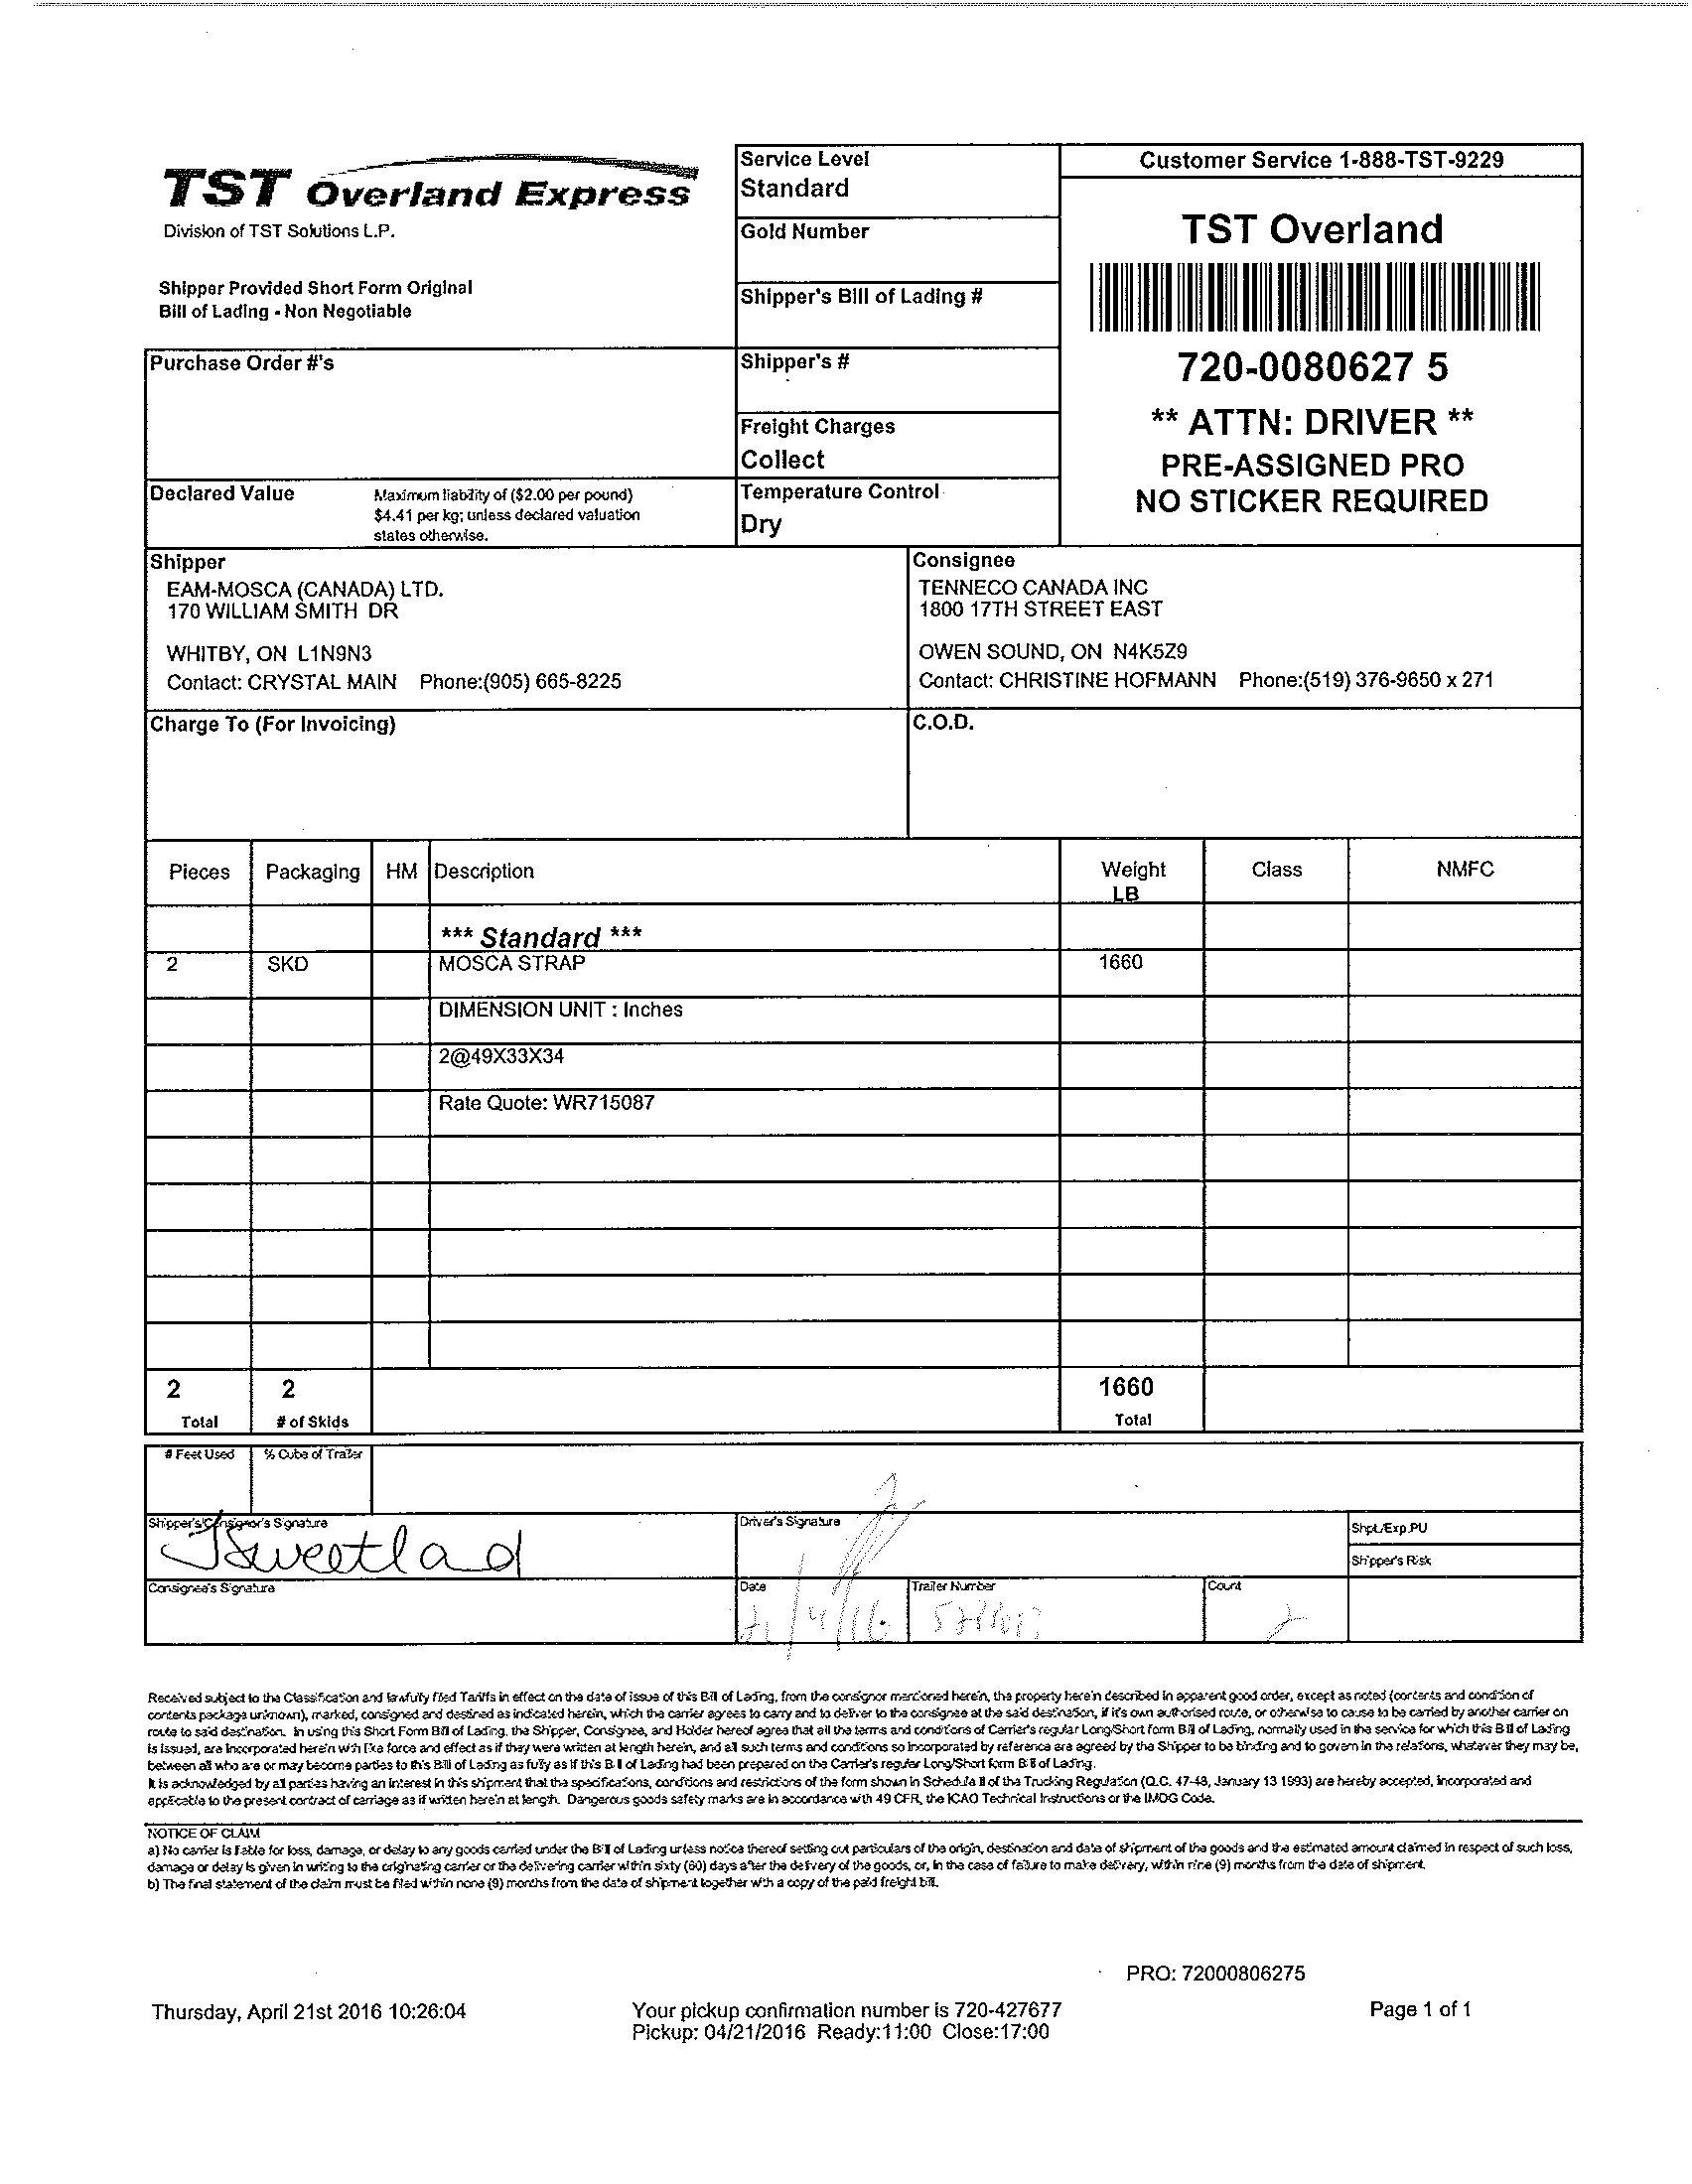 TST Overland Express
Division of TST Solutions L.P.
Shipper Provided Short Form Original
Bill of Lading - Non Negotiable
Service Level
Standard
Gold Number
Shipper's Bill of Lading #
Customer Service 1-888-TST-9229
TST Overland
720-0080627 5
** ATTN: DRIVER **
PRE-ASSIGNED PRO
NO STICKER REQUIRED
Purchase Order #'s
Shipper's #
Freight Charges
Collect
Declared Value
Maximum liability of ($2.00 per pound)
$4.41 per kg; unless declared valuation
states otherwise.
Temperature Control
Dry
Shipper
EAM-MOSCA (CANADA) LTD.
170 WILLIAM SMITH DR
WHITBY, ON L1N9N3
Contact: CRYSTAL MAIN Phone:(905) 665-8225
Consignee
TENNECO CANADA INC
1800 17TH STREET EAST
OWEN SOUND, ON N4K5Z9
Contact: CHRISTINE HOFMANN Phone:(519) 376-9650 x 271
Charge To (For Invoicing)
C.O.D.
Pieces Packaging HM Description Weight LB Class NMFC
*** Standard ***
2 SKD MOSCA STRAP 1660
DIMENSION UNIT : Inches
2@49X33X34
Rate Quote: WR715087
2 2 1660
Total # of Skids Total
# Feet Used % Cube of Trailer
Shipper's/Consignor's Signature
Driver's Signature
Shpt./Exp.PU
Shipper's Risk
Consignee's Signature
Date
Trailer Number
Count
2
Received subject to the Classification and lawfully filed Tariffs in effect on the date of issue of this Bill of Lading, from the consignor mentioned herein, the property herein described in apparent good order, except as noted (contents and condition of
contents package unknown), marked, consigned and destined as indicated herein, which the carrier agrees to carry and to deliver to the consignee at the said destination, if it's own authorised route, or otherwise to cause to be carried by another carrier on
route to said destination. In using this Short Form Bill of Lading, the Shipper, Consignee, and Holder hereof agree that all the terms and conditions of Carrier's regular Long/Short form Bill of Lading, normally used in the service for which this Bill of Lading
is issued, are incorporated herein with like force and effect as if they were written at length herein, and all such terms and conditions so incorporated by reference are agreed by the Shipper to be binding and to govern in the relations, whatever they may be,
between all who are or may become parties to this Bill of Lading as fully as if this Bill of Lading had been prepared on the Carrier's regular Long/Short form Bill of Lading.
It is acknowledged by all parties having an interest in this shipment that the specifications, conditions and restrictions of the form shown in Schedule II of the Trucking Regulation (Q.C. 47-48, January 13 1993) are hereby accepted, incorporated and
applicable to the present contract of carriage as if written herein at length. Dangerous goods safety marks are in accordance with 49 CFR, the ICAO Technical Instructions or the IMDG Code.
NOTICE OF CLAIM
a) No carrier is liable for loss, damage, or delay to any goods carried under the Bill of Lading unless notice thereof setting out particulars of the origin, destination and date of shipment of the goods and the estimated amount claimed in respect of such loss,
damage or delay is given in writing to the originating carrier or the delivering carrier within sixty (60) days after the delivery of the goods, or, in the case of failure to make delivery, within nine (9) months from the date of shipment.
b) The final statement of the claim must be filed within none (9) months from the date of shipment together with a copy of the paid freight bill.
PRO: 72000806275
Thursday, April 21st 2016 10:26:04
Your pickup confirmation number is 720-427677
Pickup: 04/21/2016 Ready:11:00 Close:17:00
Page 1 of 1